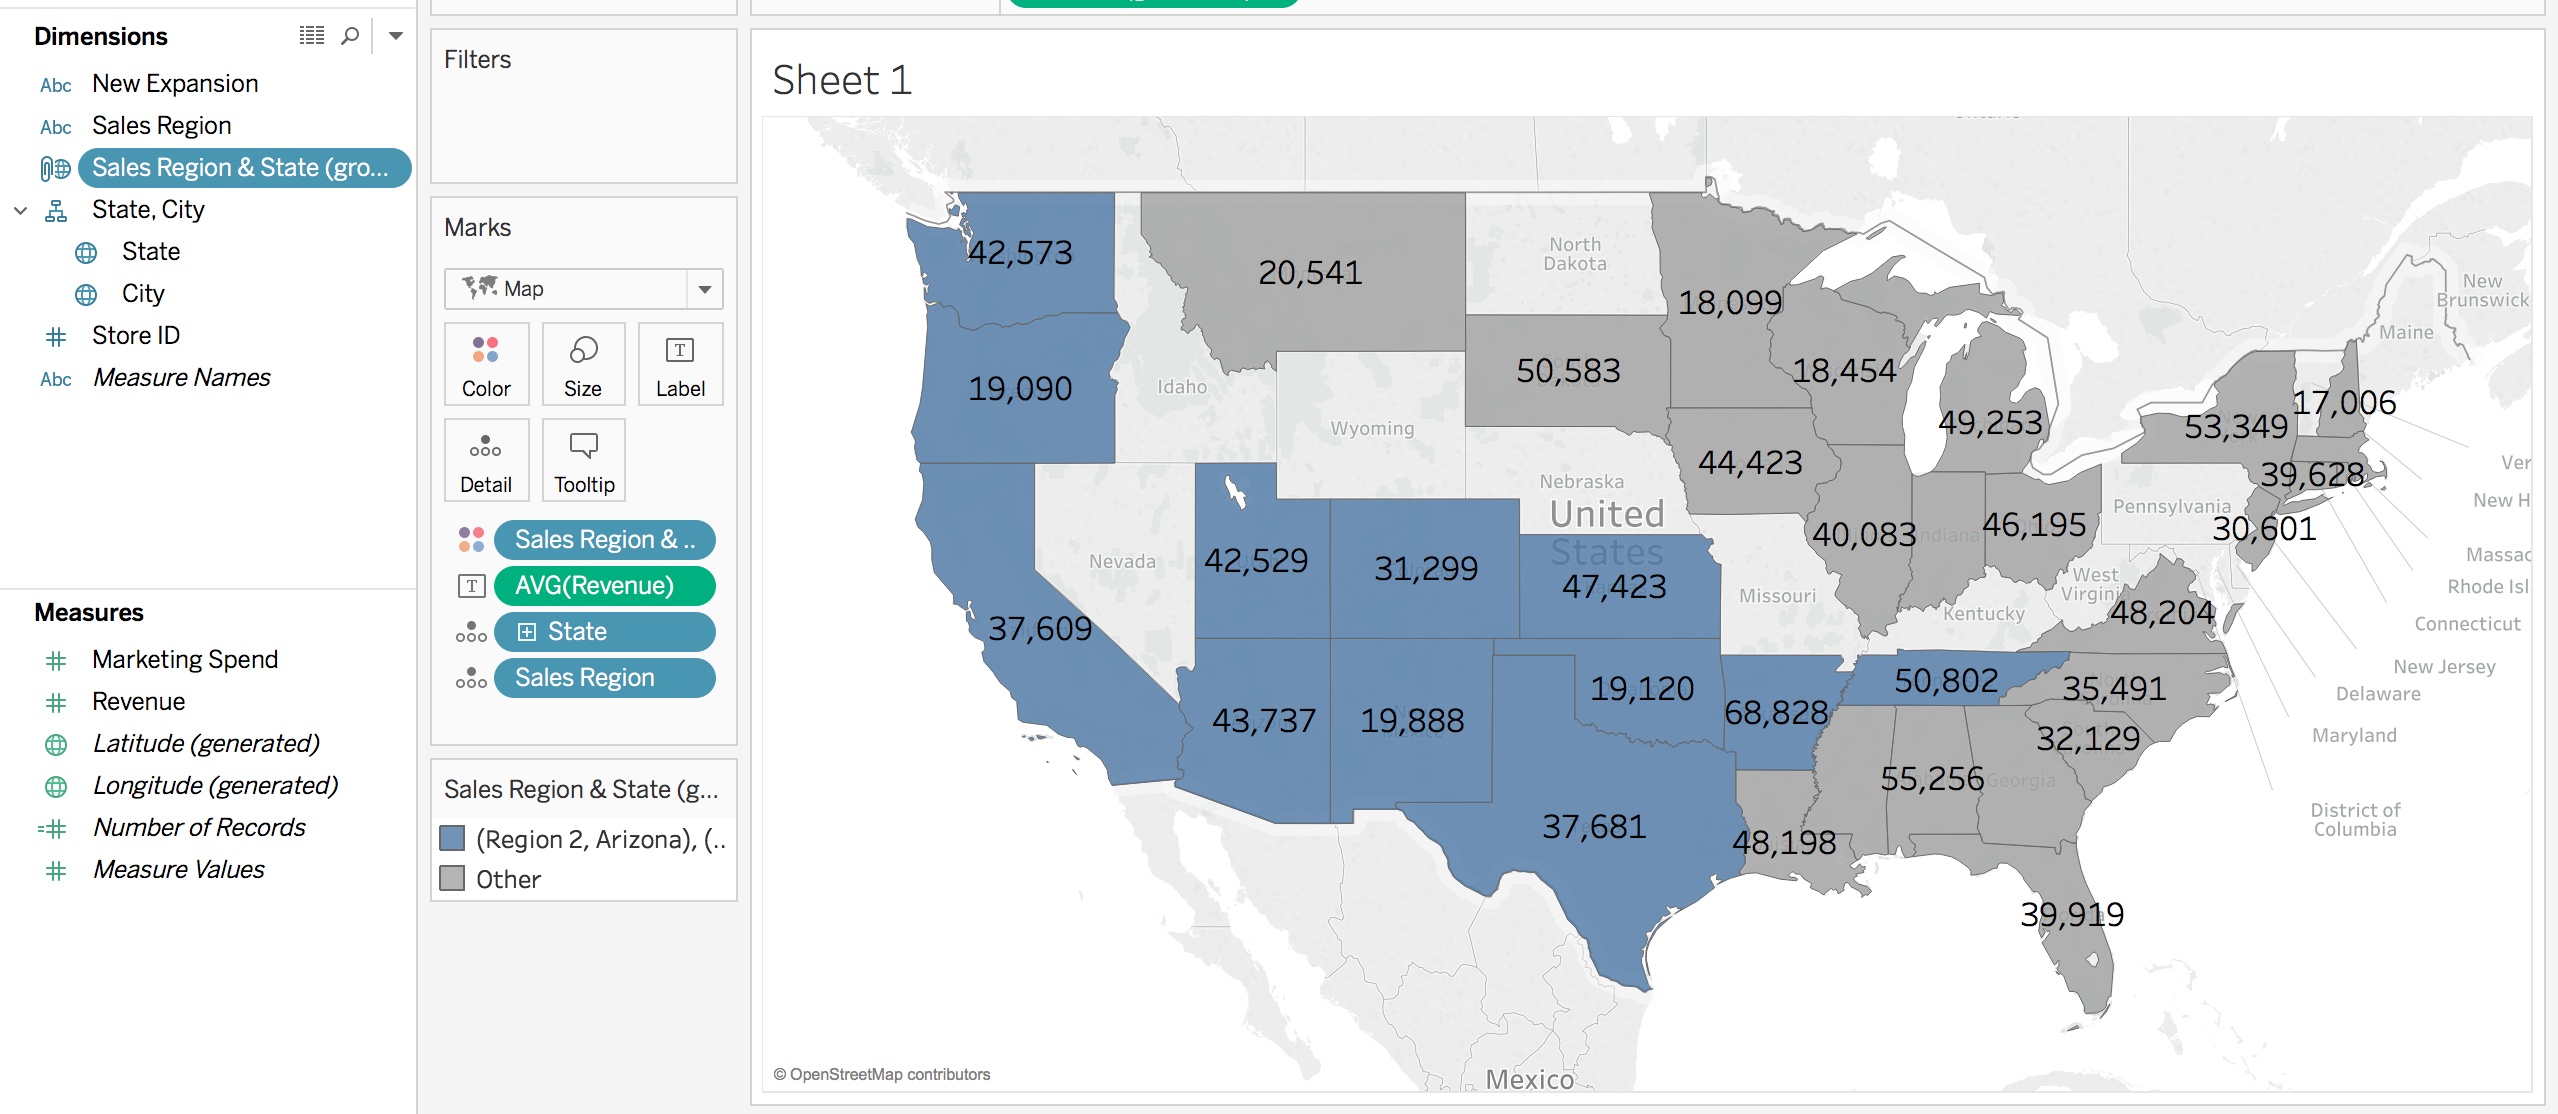 Dimensions
Abc New Expansion
Abc Sales Region
Sales Region & State (gro...
State, City
State
City
Store ID
Abc Measure Names
Measures
Marketing Spend
Revenue
Latitude (generated)
Longitude (generated)
Number of Records
Measure Values
Filters
Marks
Map
Color
Size
Label
Detail
Tooltip
Sales Region & ..
AVG(Revenue)
State
Sales Region
Sales Region & State (g...
(Region 2, Arizona), (..
Other
Sheet 1
42,573
20,541
North
Dakota
18,099
New
Brunswick
Maine
50,583
18,454
19,090
Idaho
Wyoming
49,253
53,349
17,006
44,423
39,628
Ver
Nebraska
New H
United
States
Pennsylvania
30,601
40,083
46,195
Massac
Nevada
42,529
31,299
47,423
Missouri
West
Virgini
Rhode Isl
Kentucky
48,204
Connecticut
37,609
New Jersey
Delaware
Maryland
50,802
35,491
19,120
68,828
43,737
19,888
32,129
55,256
Georgia
District of
Columbia
37,681
48,198
39,919
© OpenStreetMap contributors
Mexico